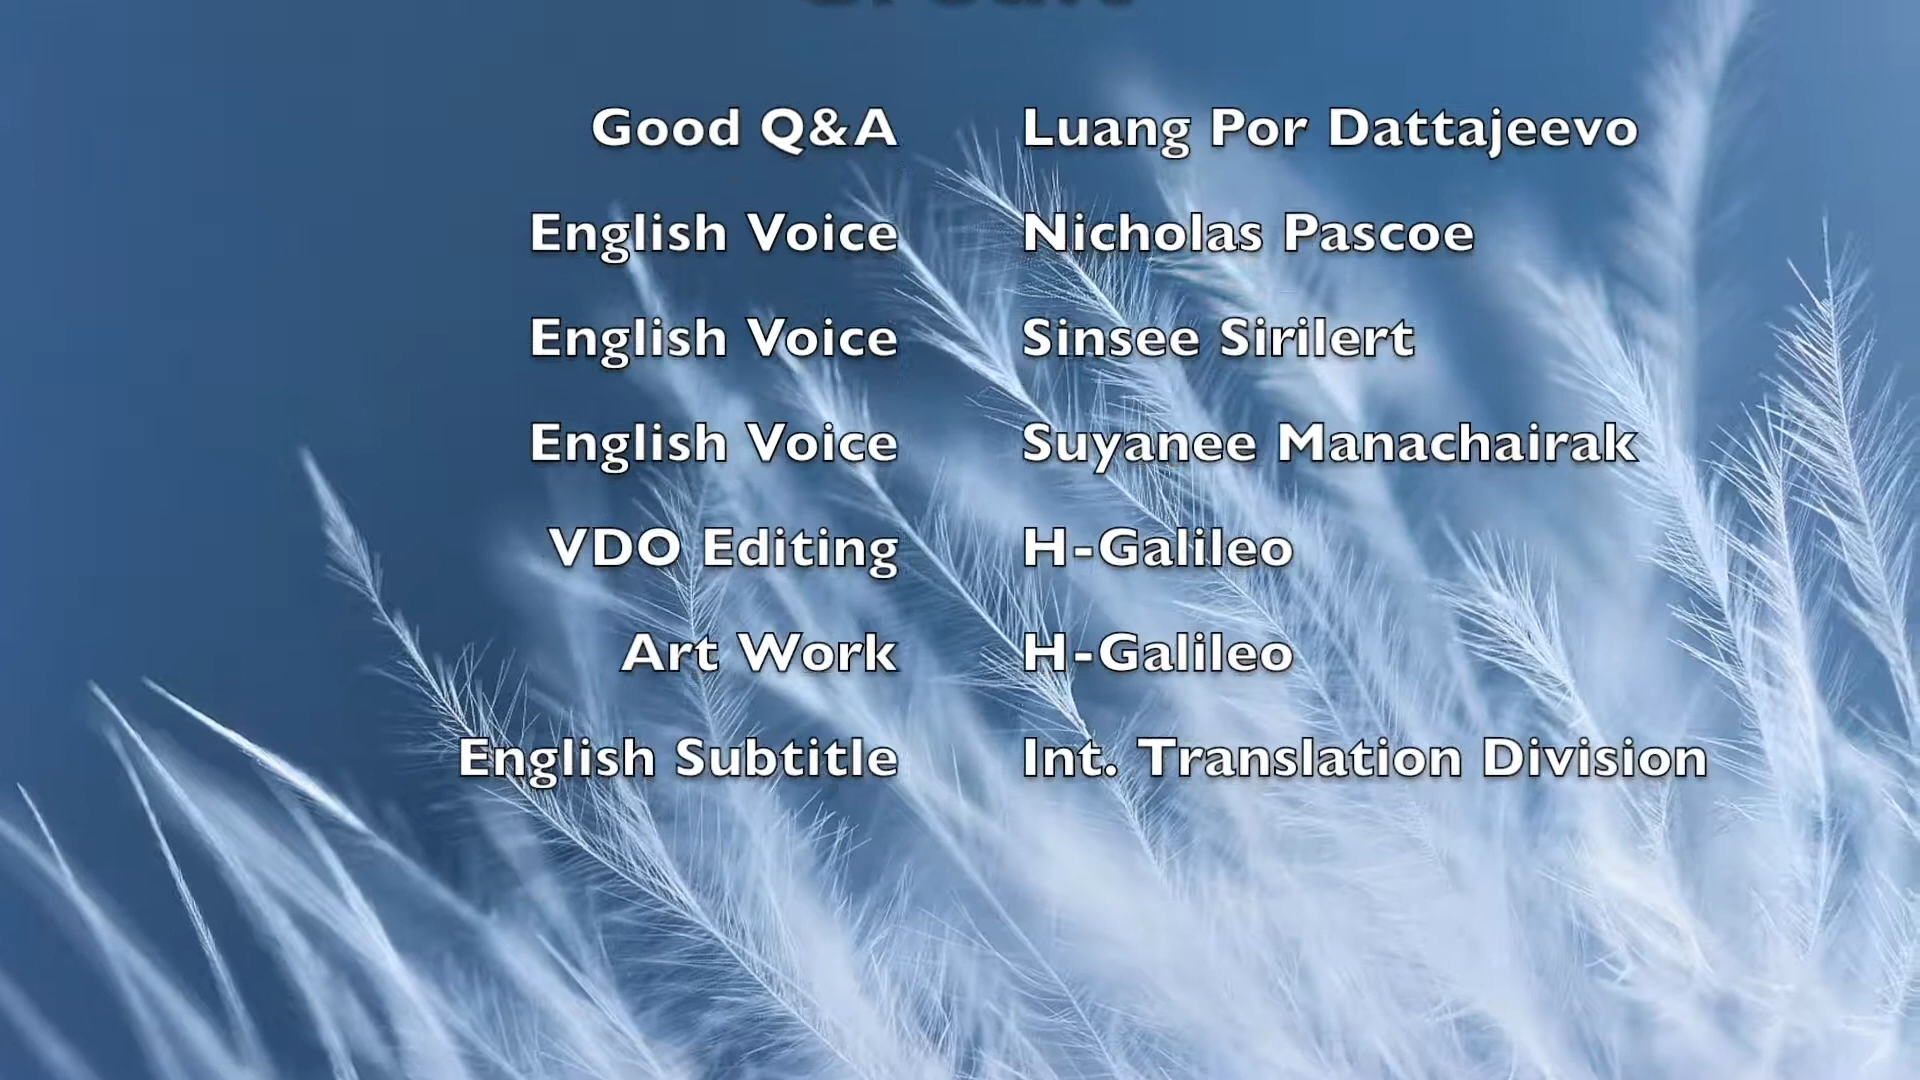 Good Q&A Luang Por Dattajeevo
English Voice Nicholas Pascoe
English Voice Sinsee Sirilert
English Voice Suyanee Manachairak
VDO Editing H-Galileo
Art Work H-Galileo
English Subtitle Int. Translation Division